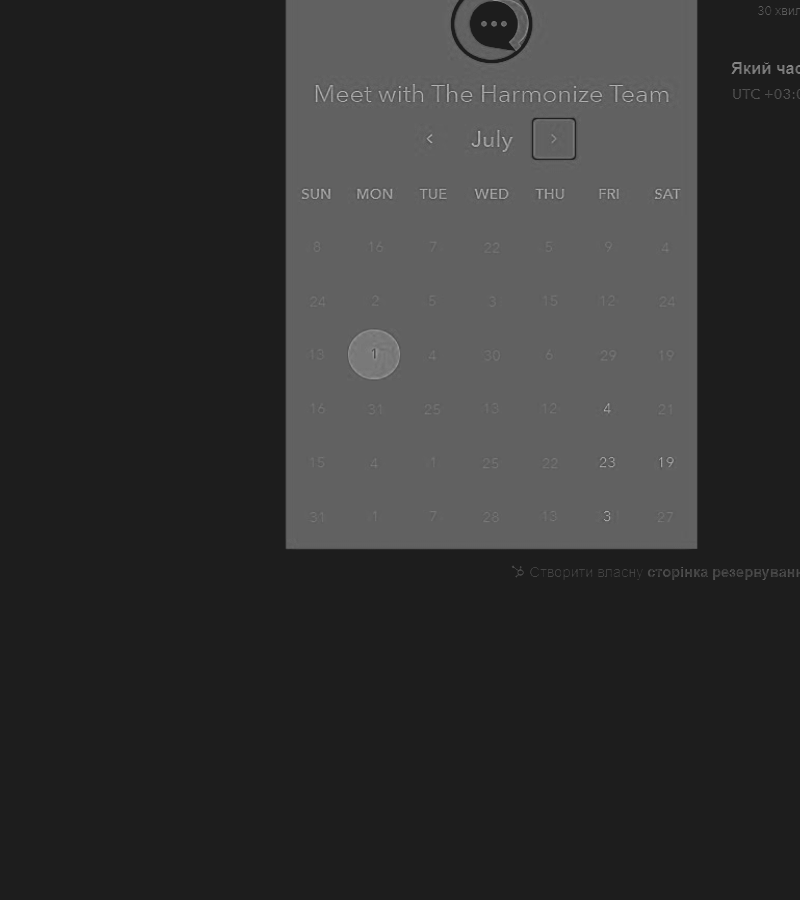 30 хвил
Який час
UTC +03:0
Meet with The Harmonize Team
July
SUN MON TUE WED THU FRI SAT
8 16 7 22 5 9 4
24 2 5 3 15 12 24
13 1 4 30 6 29 19
16 31 25 13 12 4 21
15 4 1 25 22 23 19
31 1 7 28 13 3 27
Створити власну сторінка резервуванн